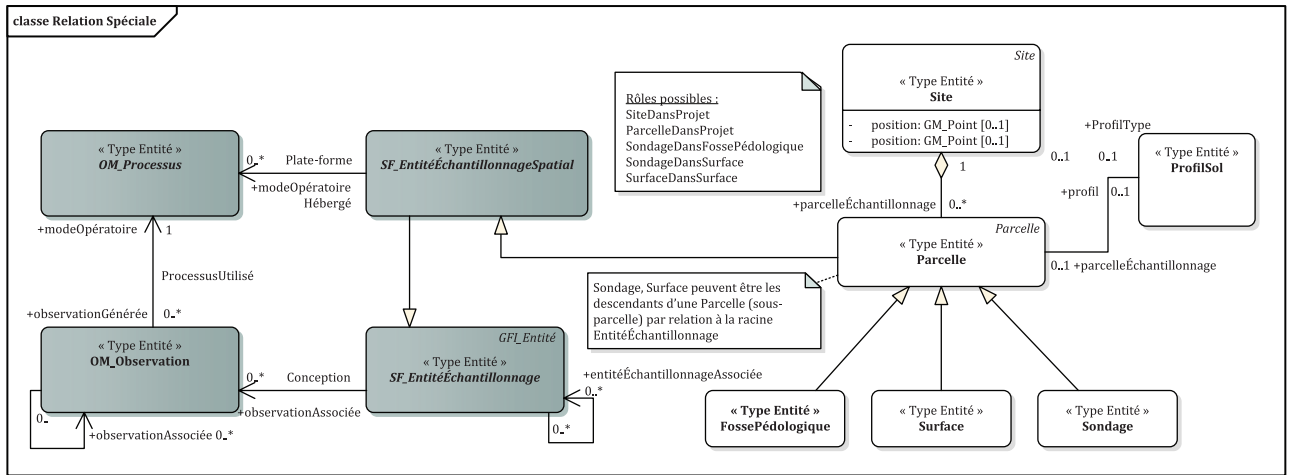 classe Relation Spéciale
Site
« Type Entité »
Site
- position: GM_Point [0..1]
- position: GM_Point [0..1]
Rôles possibles :
SiteDansProjet
ParcelleDansProjet
SondageDansFossePédologique
SondageDansSurface
SurfaceDansSurface
« Type Entité »
OM_Processus
0..*
Plate-forme
+modeOpératoire
Hébergé
« Type Entité »
SF_EntitéÉchantillonnageSpatial
+ProfilType
0..1
0..1
« Type Entité »
ProfilSol
+profil
0..1
1
+parcelleÉchantillonnage
0..*
Parcelle
« Type Entité »
Parcelle
0..1 +parcelleÉchantillonnage
+modeOpératoire
1
ProcessusUtilisé
+observationGénérée
0..*
Sondage, Surface peuvent être les
descendants d'une Parcelle (sous-
parcelle) par relation à la racine
EntitéÉchantillonnage
« Type Entité »
OM_Observation
0..*
Conception
+observationAssociée
GFI_Entité
« Type Entité »
SF_EntitéÉchantillonnage
+entitéÉchantillonnageAssociée
0..*
0..*
0..
+observationAssociée 0..*
« Type Entité »
FossePédologique
« Type Entité »
Surface
« Type Entité »
Sondage